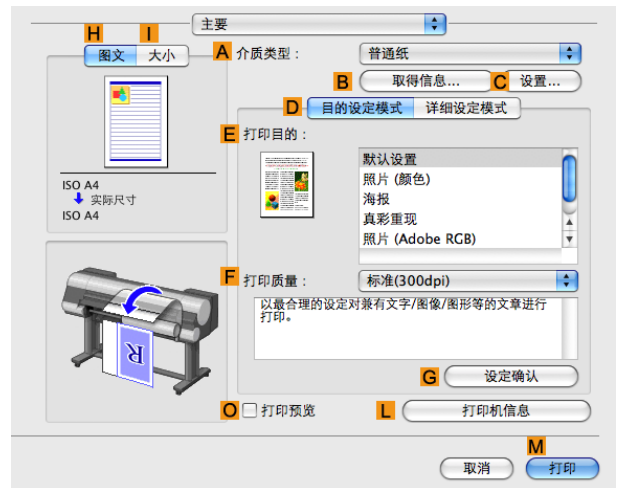 主要
H I
图文 大小
A 介质类型： 普通纸
B 取得信息... C 设置...
D 目的设定模式 详细设定模式
E 打印目的：
默认设置
照片 (颜色)
海报
真彩重现
照片 (Adobe RGB)
ISO A4
实际尺寸
ISO A4
F 打印质量： 标准(300dpi)
以最合理的设定对兼有文字/图像/图形等的文章进行
打印。
R
G 设定确认
O 打印预览 L 打印机信息
M
取消 打印